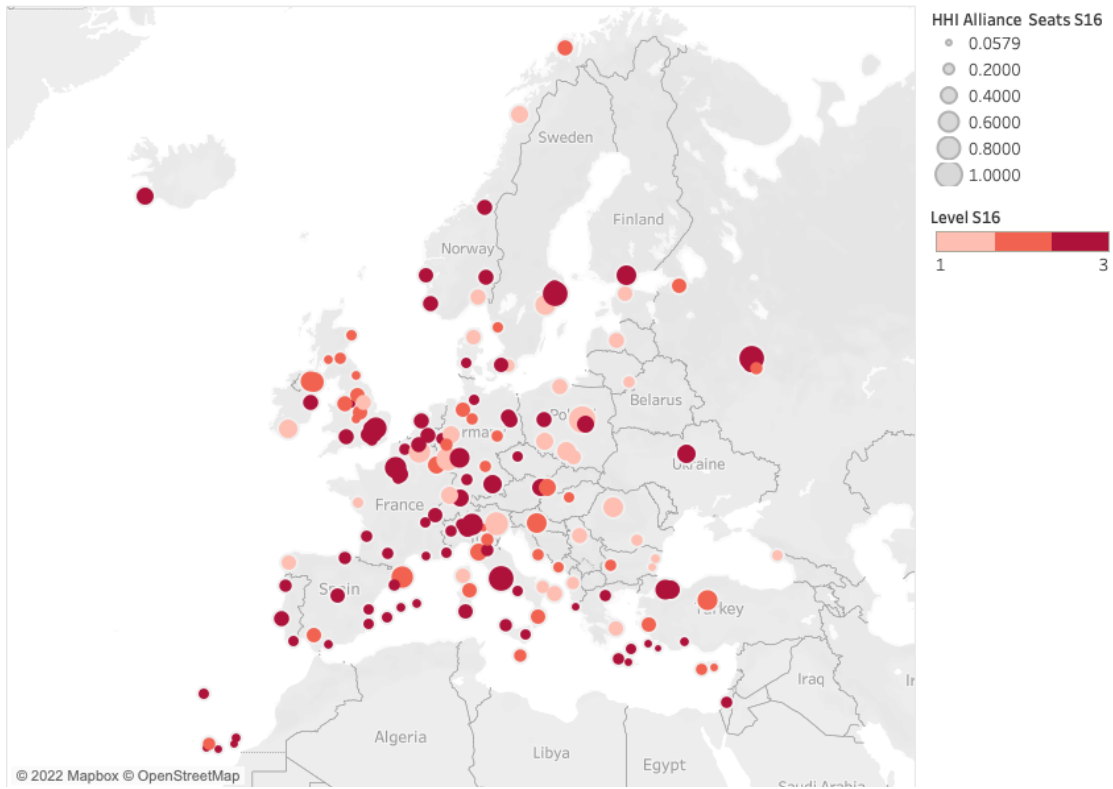 HHI Alliance Seats S16
0.0579
0.2000
0.4000
0.6000
0.8000
1.0000
Level S16
1 3
Sweden
Finland
Norway
Belarus
Ukraine
France
Spain
Turkey
Iraq
Algeria
Libya
Egypt
Saudi Arabia
© 2022 Mapbox © OpenStreetMap